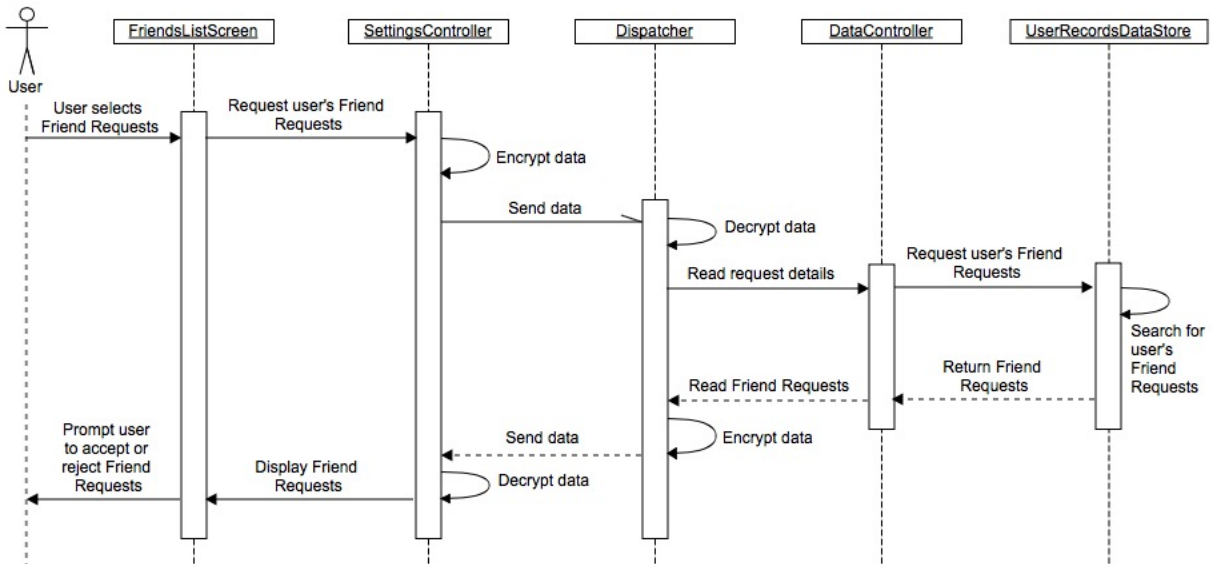 FriendsListScreen
SettingsController
Dispatcher
DataController
UserRecordsDataStore
User
User selects
Friend Requests
Request user's Friend
Requests
Encrypt data
Send data
Decrypt data
Read request details
Request user's Friend
Requests
Search for
user's
Friend
Requests
Return Friend
Requests
Read Friend Requests
Encrypt data
Send data
Decrypt data
Display Friend
Requests
Prompt user
to accept or
reject Friend
Requests